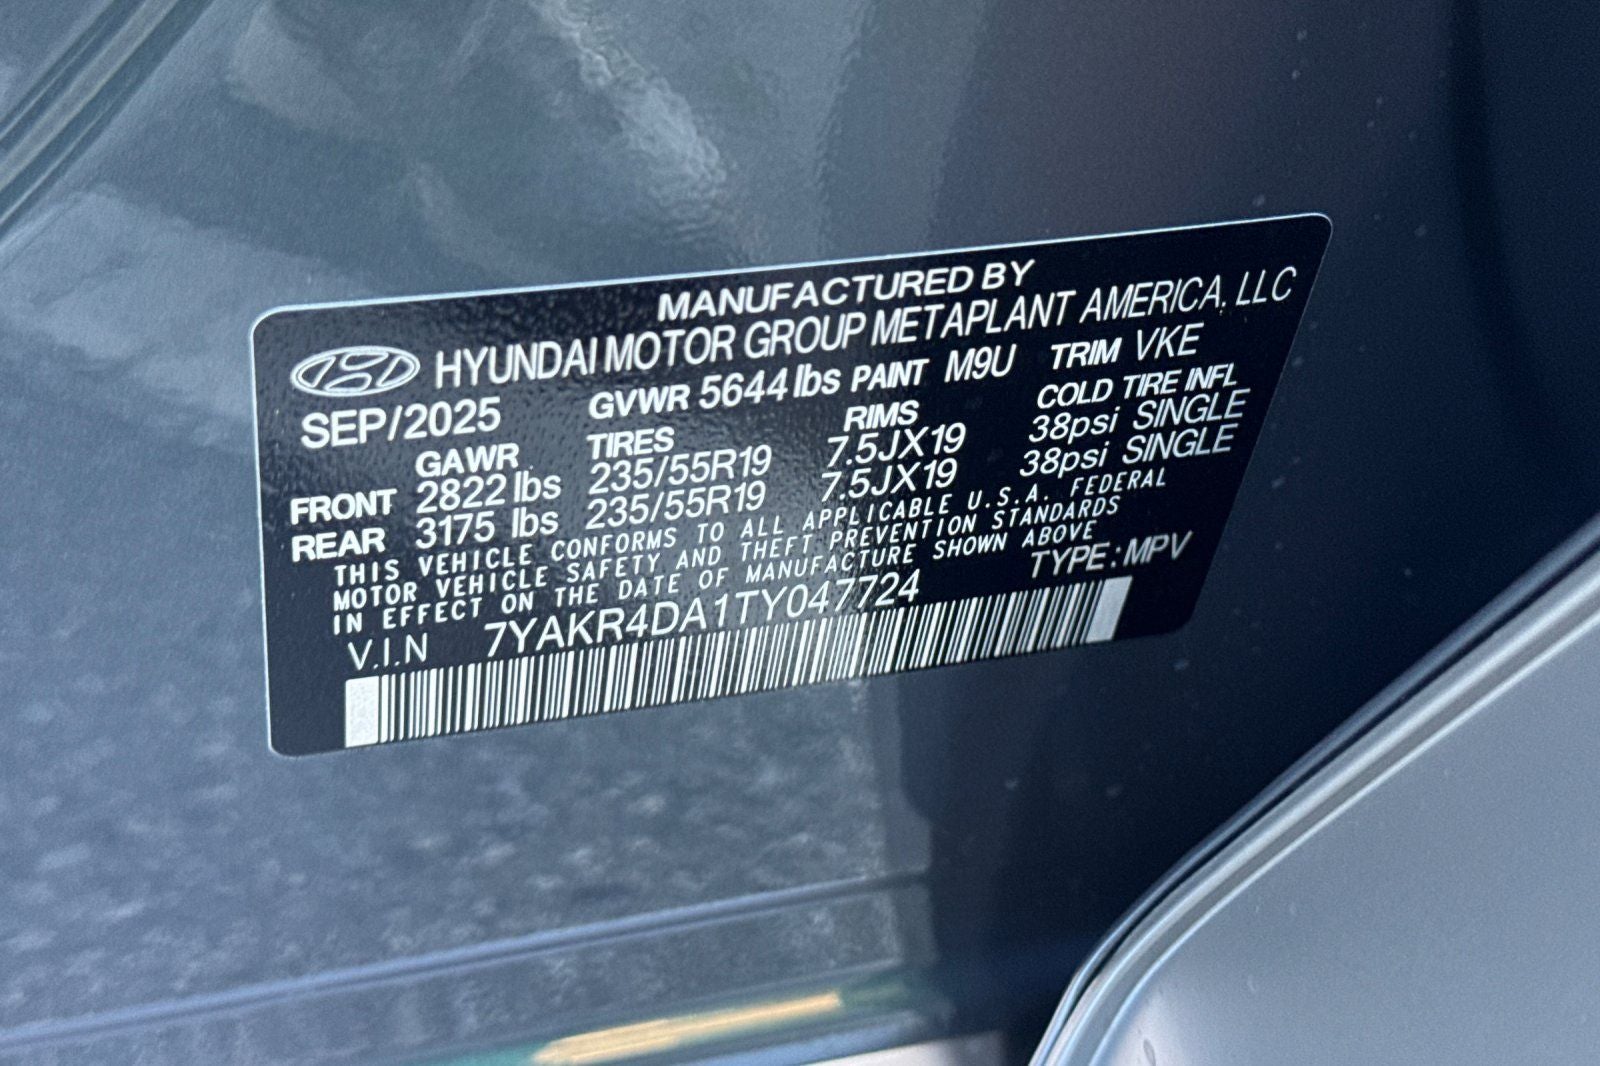 MANUFACTURED BY
HYUNDAI MOTOR GROUP METAPLANT AMERICA, LLC
SEP/2025 GVWR 5644 lbs PAINT M9U TRIM VKE
GAWR TIRES RIMS COLD TIRE INFL
FRONT 2822 lbs 235/55R19 7.5JX19 38psi SINGLE
REAR 3175 lbs 235/55R19 7.5JX19 38psi SINGLE
THIS VEHICLE CONFORMS TO ALL APPLICABLE U.S.A. FEDERAL
MOTOR VEHICLE SAFETY AND THEFT PREVENTION STANDARDS
IN EFFECT ON THE DATE OF MANUFACTURE SHOWN ABOVE
V.I.N 7YAKR4DA1TY047724 TYPE: MPV